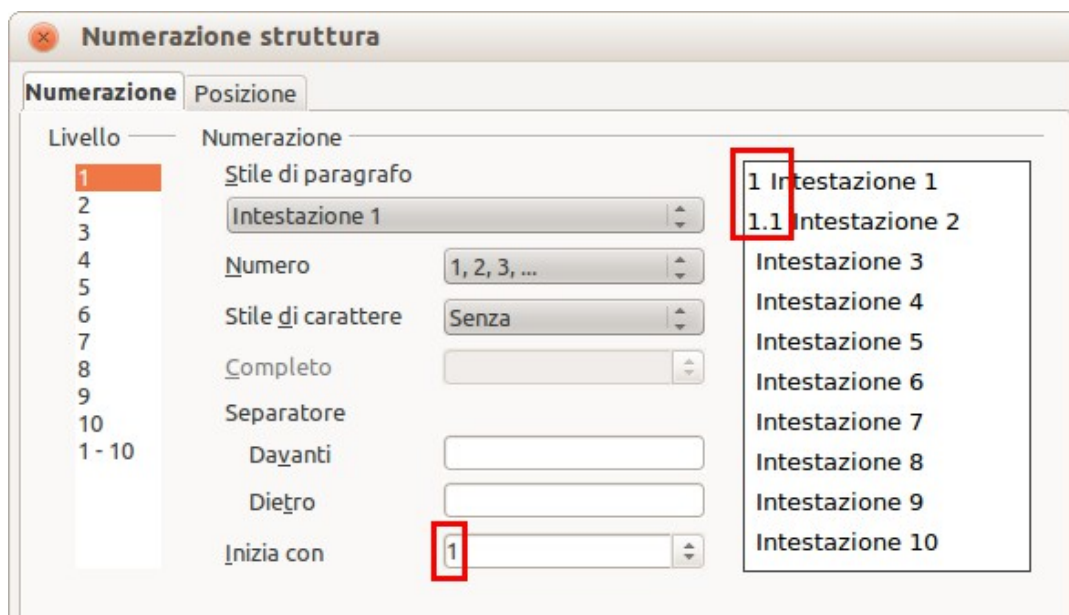 Numerazione struttura
Numerazione Posizione
Livello
1
2
3
4
5
6
7
8
9
10
1 - 10
Numerazione
Stile di paragrafo
Intestazione 1
Numero 1, 2, 3, ...
Stile di carattere Senza
Completo
Separatore
Davanti
Dietro
Inizia con 1
1 Intestazione 1
1.1 Intestazione 2
Intestazione 3
Intestazione 4
Intestazione 5
Intestazione 6
Intestazione 7
Intestazione 8
Intestazione 9
Intestazione 10